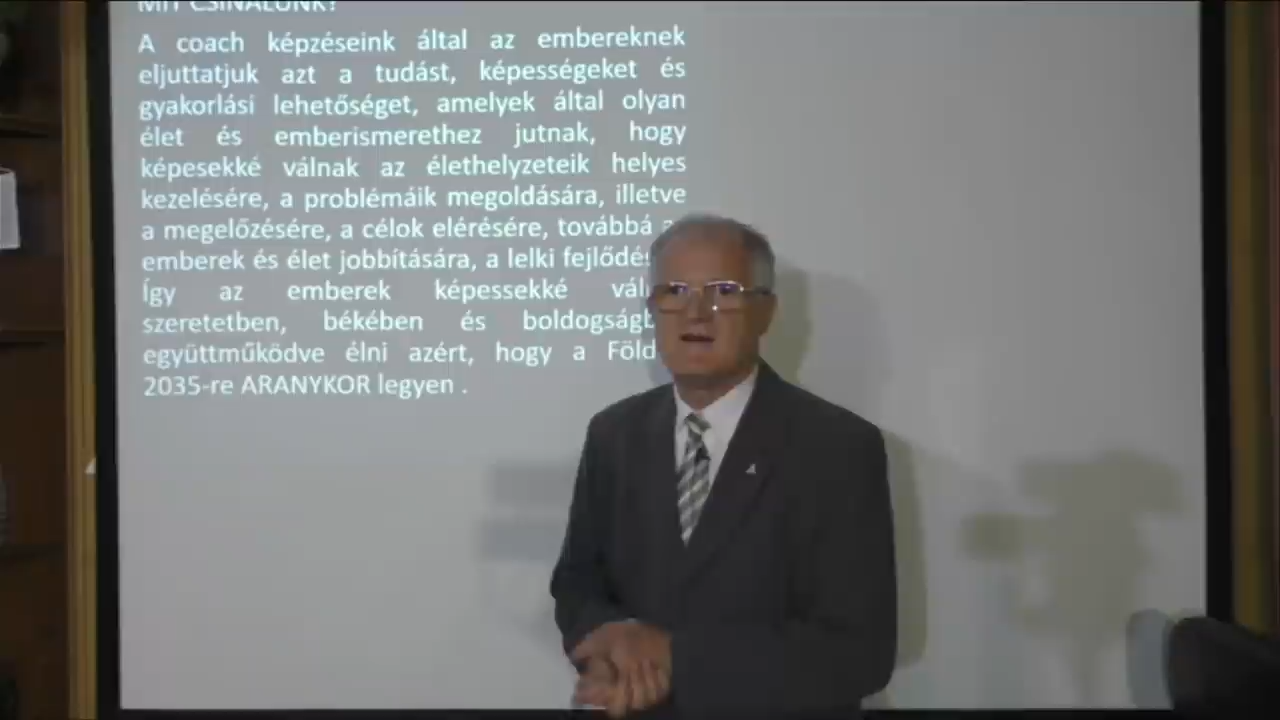 MIT CSINÁLUNK?
A coach képzéseink által az embereknek
eljuttatjuk azt a tudást, képességeket és
gyakorlási lehetőséget, amelyek által olyan
élet és emberismerethez jutnak, hogy
képesekké válnak az élethelyzeteik helyes
kezelésére, a problémáik megoldására, illetve
a megelőzésére, a célok elérésére, továbbá
emberek és élet jobbítására, a lelki
Így az emberek képessekké
szeretetben, békében és
együttműködve élni azért, hogy a
2035-re ARANYKOR legyen .